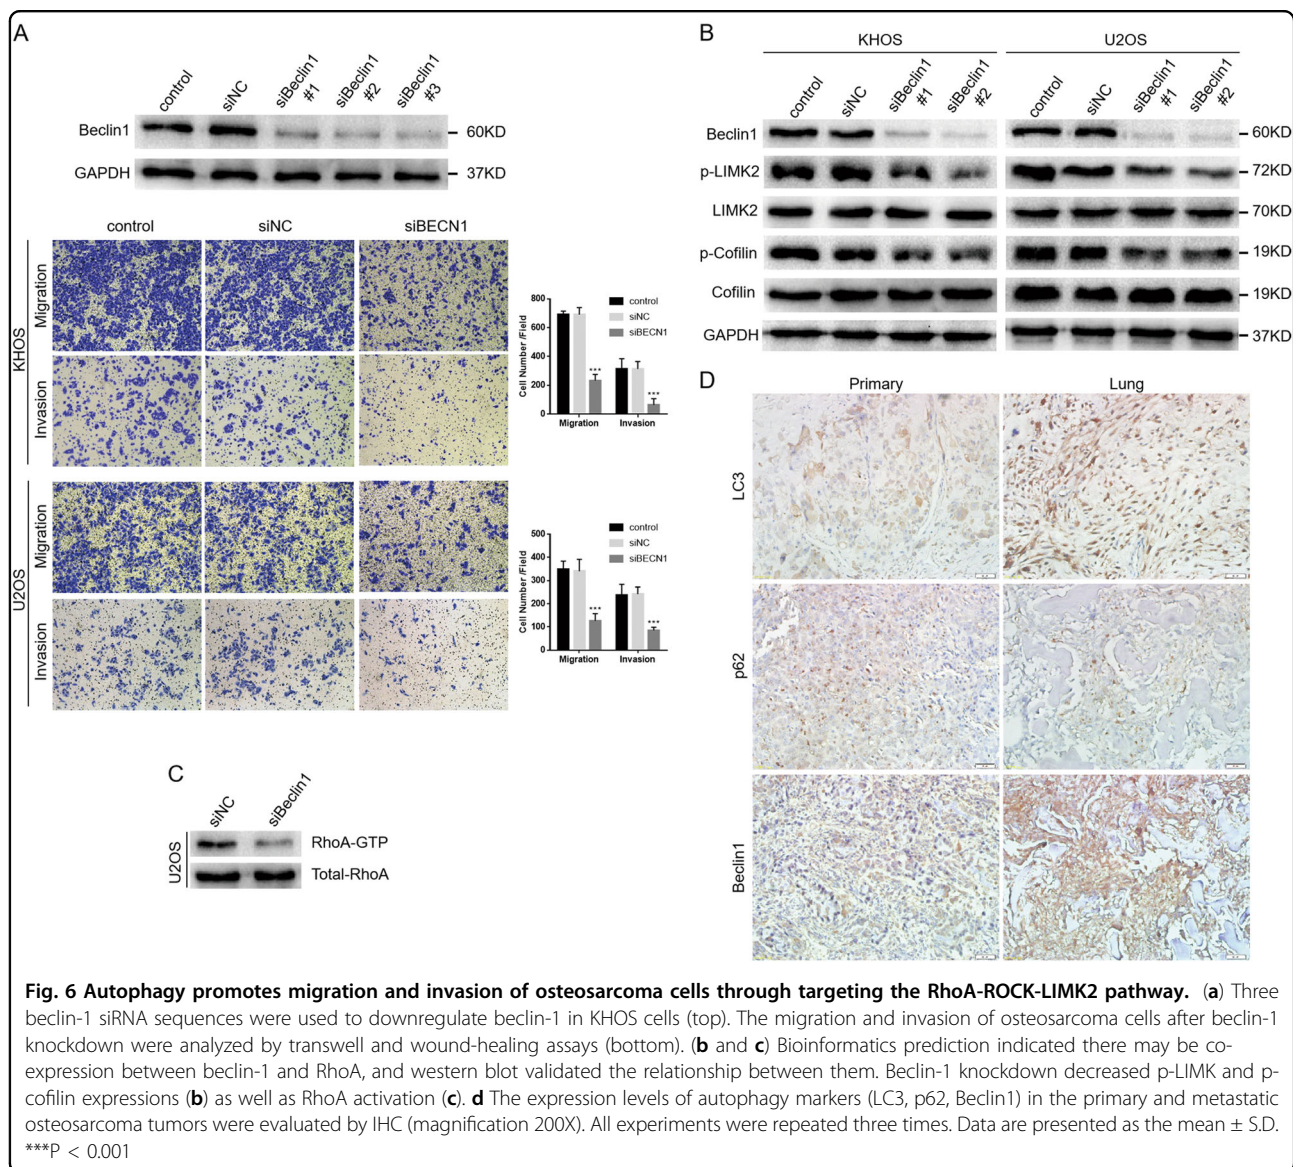 A
control
siNC
siBeclin1
#1
siBeclin1
#2
siBeclin1
#3
Beclin1
60KD
GAPDH
37KD
control
siNC
siBECN1
KHOS
Migration
Invasion
800
600
400
200
0
Cell Number /Field
control
siNC
siBECN1
***
***
Migration
Invasion
U2OS
Migration
Invasion
500
400
300
200
100
0
Cell Number /Field
control
siNC
siBECN1
***
***
Migration
Invasion
B
KHOS
U2OS
control
siNC
siBeclin1
#1
siBeclin1
#2
control
siNC
siBeclin1
#1
siBeclin1
#2
Beclin1
60KD
p-LIMK2
72KD
LIMK2
70KD
p-Cofilin
19KD
Cofilin
19KD
GAPDH
37KD
C
siNC
siBeclin1
U2OS
RhoA-GTP
Total-RhoA
D
Primary
Lung
LC3
p62
Beclin1
Fig. 6 Autophagy promotes migration and invasion of osteosarcoma cells through targeting the RhoA-ROCK-LIMK2 pathway. (a) Three
beclin-1 siRNA sequences were used to downregulate beclin-1 in KHOS cells (top). The migration and invasion of osteosarcoma cells after beclin-1
knockdown were analyzed by transwell and wound-healing assays (bottom). (b and c) Bioinformatics prediction indicated there may be co-
expression between beclin-1 and RhoA, and western blot validated the relationship between them. Beclin-1 knockdown decreased p-LIMK and p-
cofilin expressions (b) as well as RhoA activation (c). d The expression levels of autophagy markers (LC3, p62, Beclin1) in the primary and metastatic
osteosarcoma tumors were evaluated by IHC (magnification 200X). All experiments were repeated three times. Data are presented as the mean ± S.D.
***P < 0.001